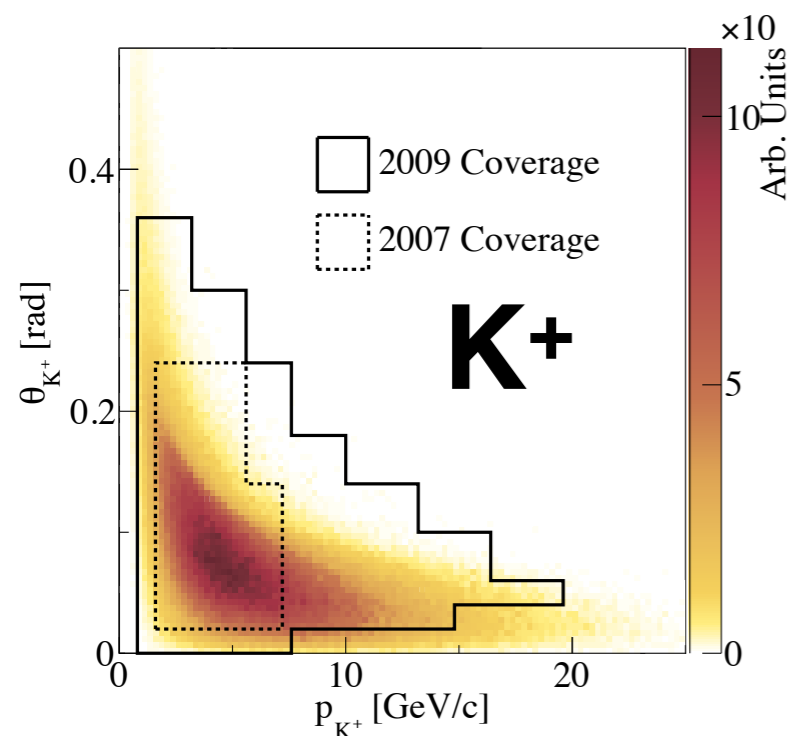 ×10
Arb. Units
10
5
0
2009 Coverage
2007 Coverage
K+
0.4
0.2
0
θK+ [rad]
0
10
20
pK+ [GeV/c]